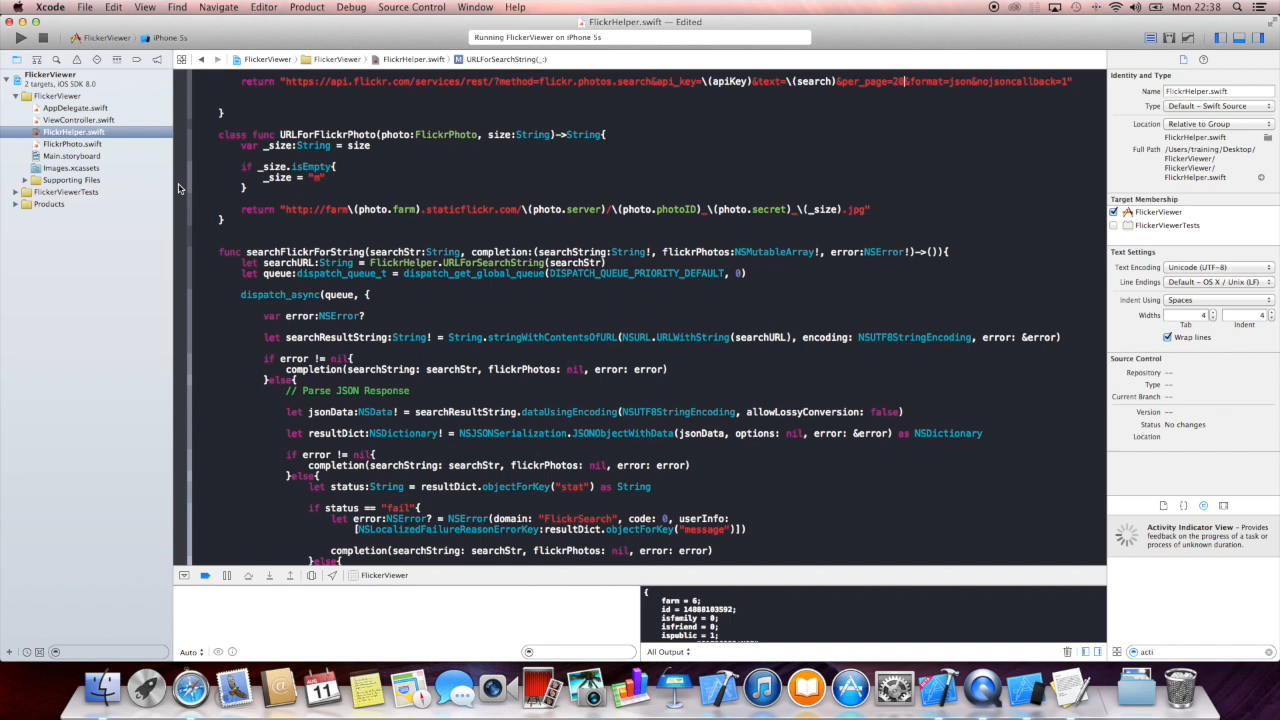 Xcode File Edit View Find Navigate Editor Product Debug Source Control Window Help Mon 22:38
FlickrHelper.swift — Edited
FlickerViewer iPhone 5s
Running FlickerViewer on iPhone 5s
FlickerViewer FlickerViewer FlickrHelper.swift M URLForSearchString(_:)
FlickerViewer
2 targets, iOS SDK 8.0
FlickerViewer
AppDelegate.swift
ViewController.swift
FlickrHelper.swift
FlickrPhoto.swift
Main.storyboard
Images.xcassets
Supporting Files
FlickerViewerTests
Products
return "https://api.flickr.com/services/rest/?method=flickr.photos.search&api_key=\(apiKey)&text=\(search)&per_page=20&format=json&nojsoncallback=1"
}
class func URLForFlickrPhoto(photo:FlickrPhoto, size:String)->String{
var _size:String = size
if _size.isEmpty{
_size = "m"
}
return "http://farm\(photo.farm).staticflickr.com/\(photo.server)/\(photo.photoID)_\(photo.secret)_\(_size).jpg"
}
func searchFlickrForString(searchStr:String, completion:(searchString:String!, flickrPhotos:NSMutableArray!, error:NSError!)->()){
let searchURL:String = FlickrHelper.URLForSearchString(searchStr)
let queue:dispatch_queue_t = dispatch_get_global_queue(DISPATCH_QUEUE_PRIORITY_DEFAULT, 0)
dispatch_async(queue, {
var error:NSError?
let searchResultString:String! = String.stringWithContentsOfURL(NSURL.URLWithString(searchURL), encoding: NSUTF8StringEncoding, error: &error)
if error != nil{
completion(searchString: searchStr, flickrPhotos: nil, error: error)
}else{
// Parse JSON Response
let jsonData:NSData! = searchResultString.dataUsingEncoding(NSUTF8StringEncoding, allowLossyConversion: false)
let resultDict:NSDictionary! = NSJSONSerialization.JSONObjectWithData(jsonData, options: nil, error: &error) as NSDictionary
if error != nil{
completion(searchString: searchStr, flickrPhotos: nil, error: error)
}else{
let status:String = resultDict.objectForKey("stat") as String
if status == "fail"{
let error:NSError? = NSError(domain: "FlickrSearch", code: 0, userInfo:
[NSLocalizedFailureReasonErrorKey:resultDict.objectForKey("message")])
completion(searchString: searchStr, flickrPhotos: nil, error: error)
}else{
FlickerViewer
{
farm = 6;
id = 14888103592;
isfamily = 0;
isfriend = 0;
ispublic = 1;
Auto
All Output
Identity and Type
Name FlickrHelper.swift
Type Default - Swift Source
Location Relative to Group
FlickrHelper.swift
Full Path /Users/training/Desktop/
FlickerViewer/
FlickerViewer/
FlickrHelper.swift
Target Membership
FlickerViewer
FlickerViewerTests
Text Settings
Text Encoding Unicode (UTF-8)
Line Endings Default - OS X / Unix (LF)
Indent Using Spaces
Widths 4 4
Tab Indent
Wrap lines
Source Control
Repository --
Type --
Current Branch --
Version --
Status No changes
Location
Activity Indicator View - Provides
feedback on the progress of a task or
process of unknown duration.
acti